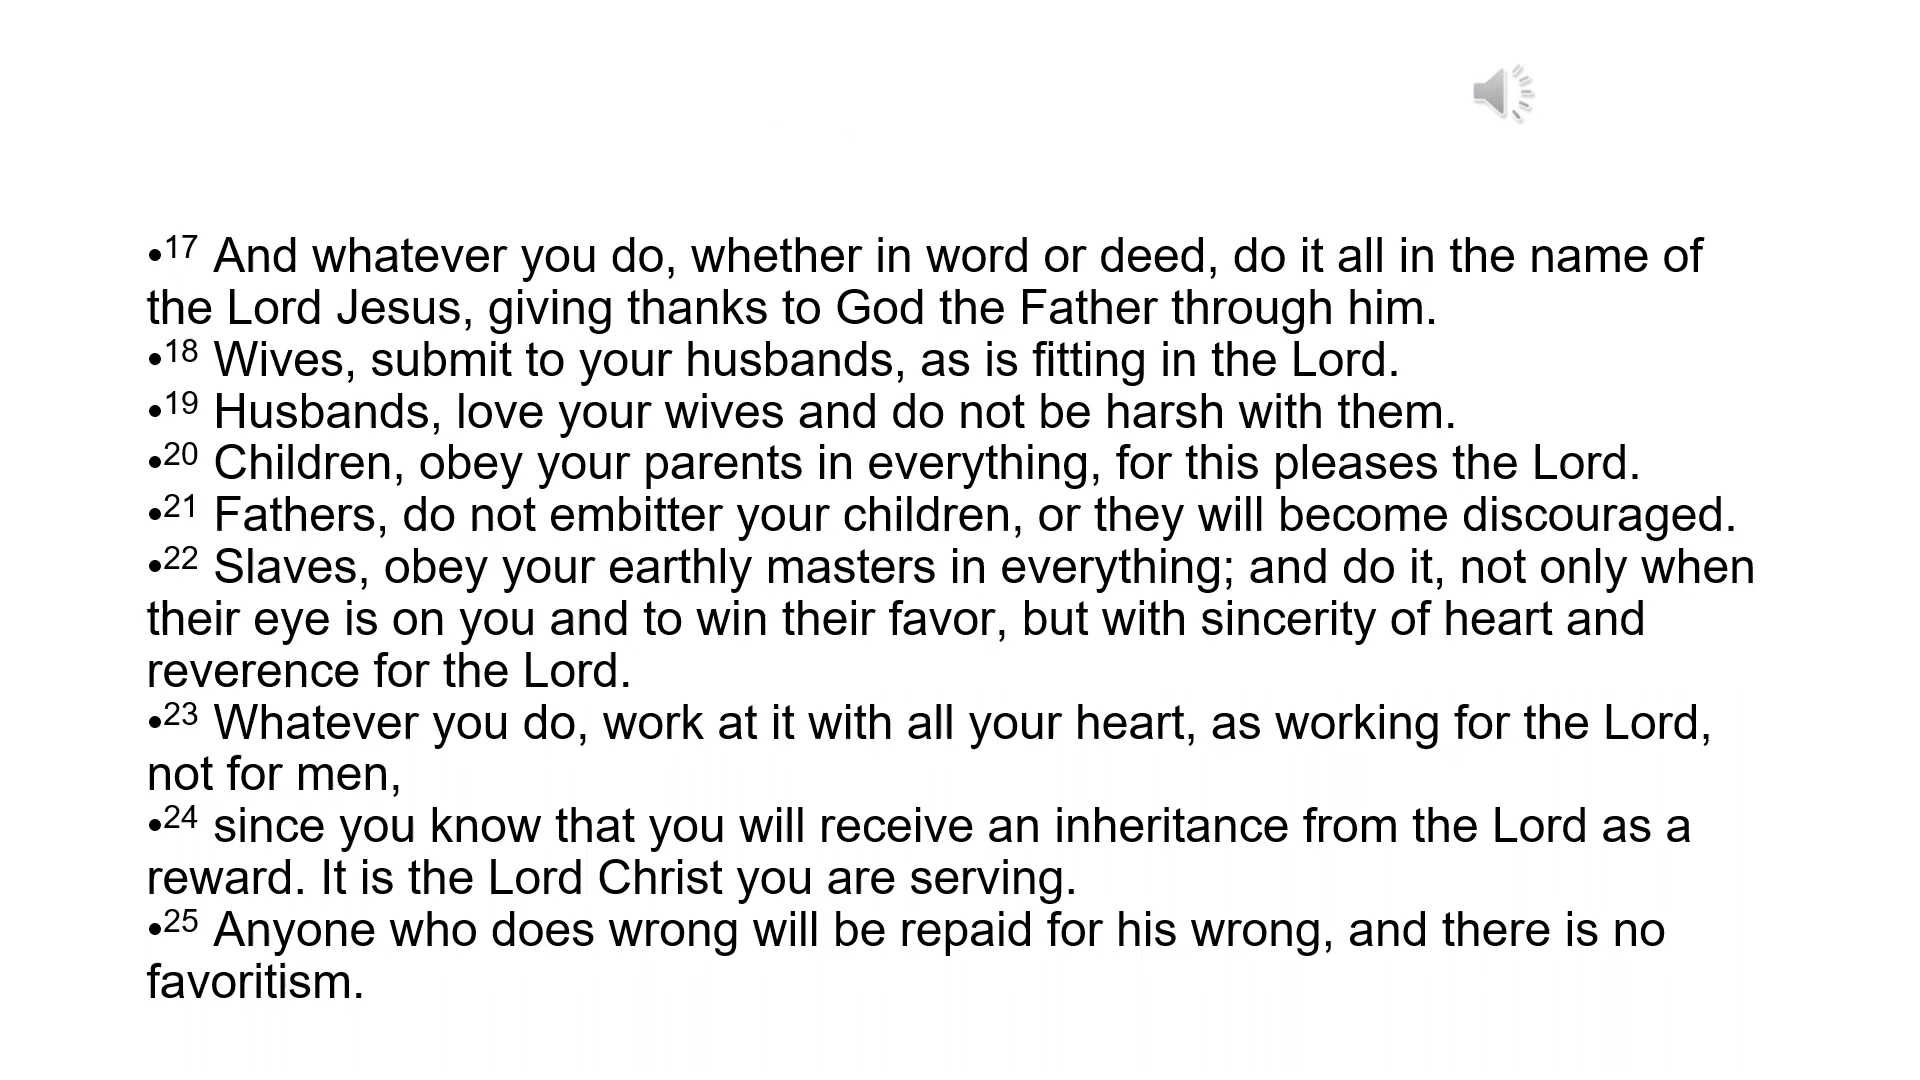 •17 And whatever you do, whether in word or deed, do it all in the name of
the Lord Jesus, giving thanks to God the Father through him.
•18 Wives, submit to your husbands, as is fitting in the Lord.
•19 Husbands, love your wives and do not be harsh with them.
•20 Children, obey your parents in everything, for this pleases the Lord.
•21 Fathers, do not embitter your children, or they will become discouraged.
•22 Slaves, obey your earthly masters in everything; and do it, not only when
their eye is on you and to win their favor, but with sincerity of heart and
reverence for the Lord.
•23 Whatever you do, work at it with all your heart, as working for the Lord,
not for men,
•24 since you know that you will receive an inheritance from the Lord as a
reward. It is the Lord Christ you are serving.
•25 Anyone who does wrong will be repaid for his wrong, and there is no
favoritism.